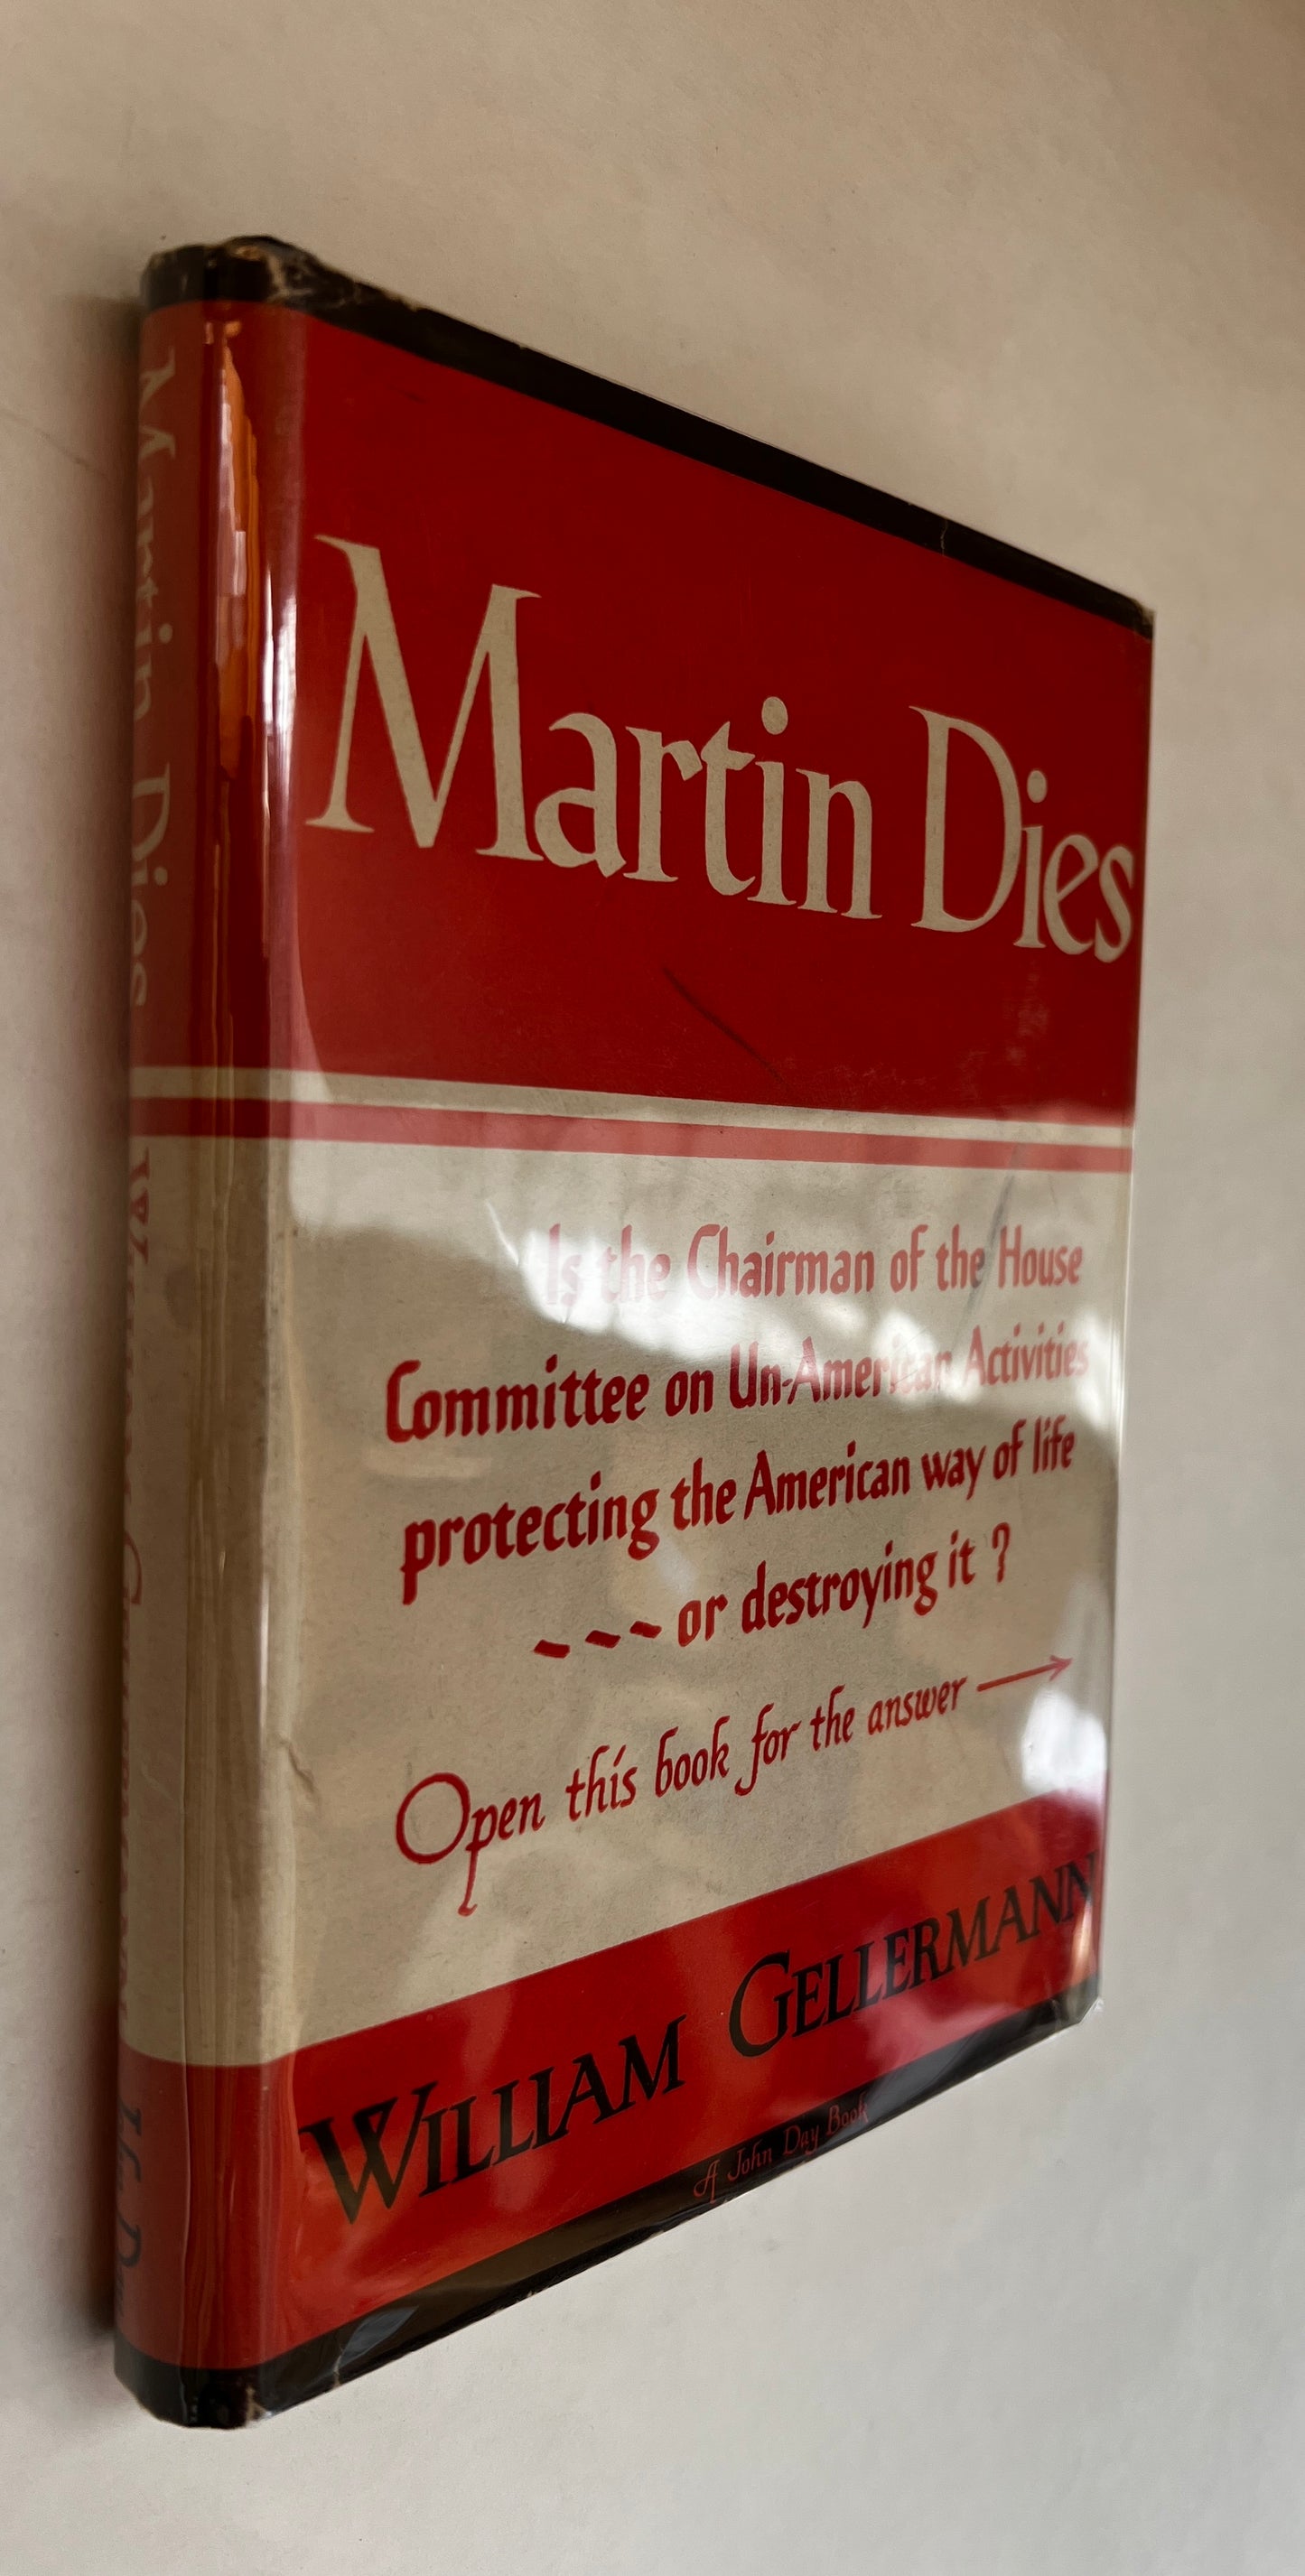 Martin Dies
Is the Chairman of the House
Committee on Un-American Activities
protecting the American way of life
--- or destroying it ?
Open this book for the answer →
WILLIAM GELLERMANN
A John Day Book
Martin Dies